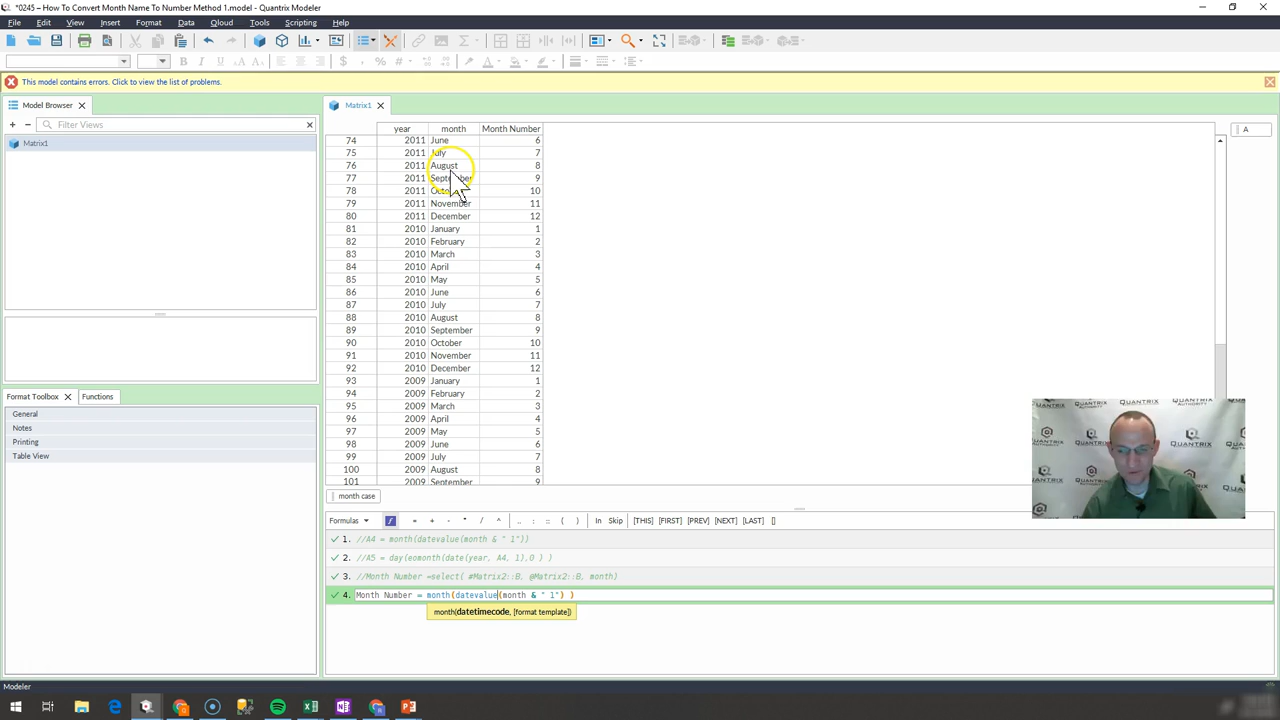 *0245 – How To Convert Month Name To Number Method 1.model - Quantrix Modeler
File Edit View Insert Format Data Qloud Tools Scripting Help
B I U A A $ % #
This model contains errors. Click to view the list of problems.
Model Browser
Filter Views
Matrix1
Matrix1
A
year month Month Number
74 2011 June 6
75 2011 July 7
76 2011 August 8
77 2011 September 9
78 2011 October 10
79 2011 November 11
80 2011 December 12
81 2010 January 1
82 2010 February 2
83 2010 March 3
84 2010 April 4
85 2010 May 5
86 2010 June 6
87 2010 July 7
88 2010 August 8
89 2010 September 9
90 2010 October 10
91 2010 November 11
92 2010 December 12
93 2009 January 1
94 2009 February 2
95 2009 March 3
96 2009 April 4
97 2009 May 5
98 2009 June 6
99 2009 July 7
100 2009 August 8
101 2009 September 9
month case
Format Toolbox Functions
General
Notes
Printing
Table View
QUANTRIX AUTHORITY
Formulas = + - * / ^ .. : :: ( ) In Skip [THIS] [FIRST] [PREV] [NEXT] [LAST] []
1. //A4 = month(datevalue(month & " 1"))
2. //A5 = day(eomonth(date(year, A4, 1),0 ) )
3. //Month Number =select( #Matrix2::B, @Matrix2::B, month)
4. Month Number = month(datevalue(month & " 1") )
month(datetimecode, [format template])
Modeler